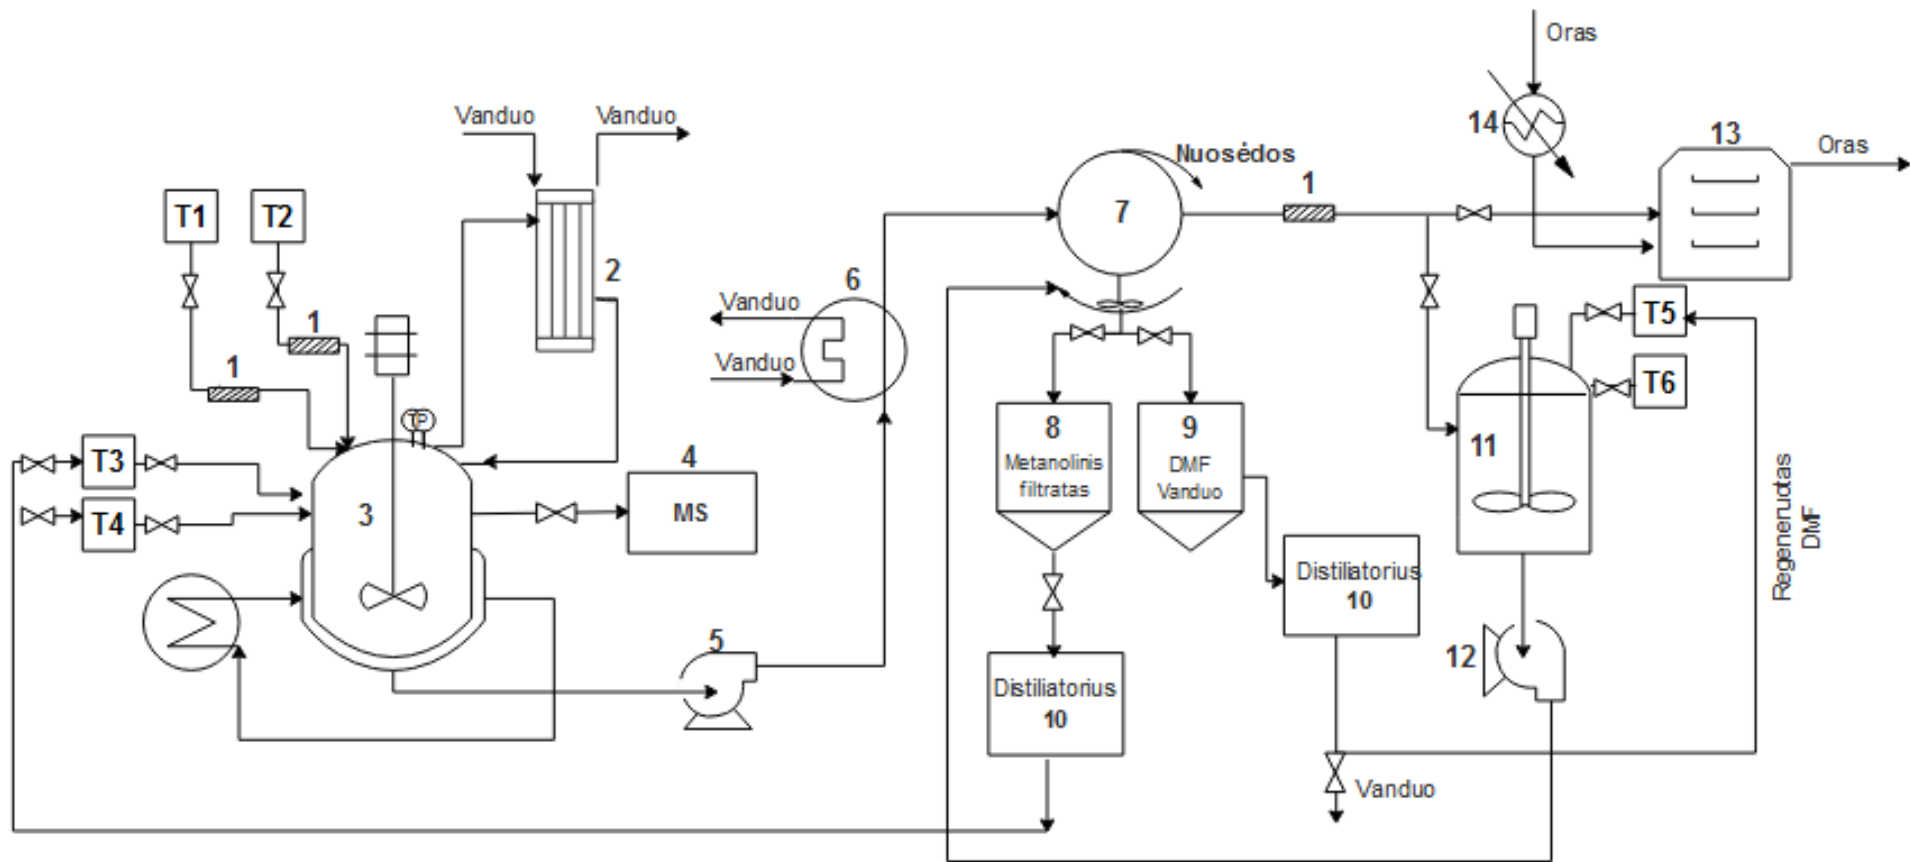 Oras
Vanduo
Vanduo
14
13
Oras
Nuosėdos
1
T1
T2
7
2
6
Vanduo
T5
1
Vanduo
1
T6
TP
8
9
11
T3
4
Metanolinis
filtratas
DMF
Vanduo
T4
3
MS
Regeneruotas
DMF
Distiliatorius
10
5
12
Distiliatorius
10
Vanduo